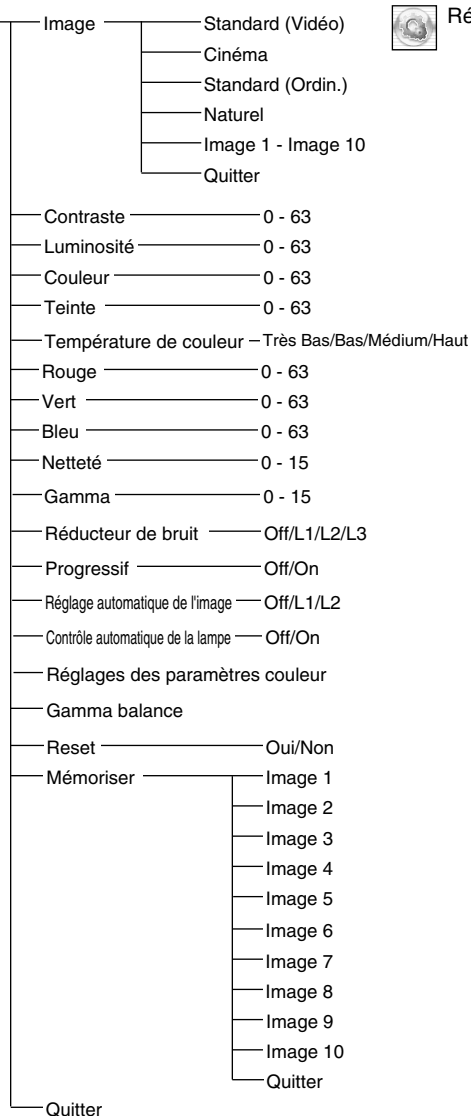 Image Standard (Vidéo)
Cinéma
Standard (Ordin.)
Naturel
Image 1 - Image 10
Quitter
Contraste 0 - 63
Luminosité 0 - 63
Couleur 0 - 63
Teinte 0 - 63
Température de couleur Très Bas/Bas/Médium/Haut
Rouge 0 - 63
Vert 0 - 63
Bleu 0 - 63
Netteté 0 - 15
Gamma 0 - 15
Réducteur de bruit Off/L1/L2/L3
Progressif Off/On
Réglage automatique de l'image Off/L1/L2
Contrôle automatique de la lampe Off/On
Réglages des paramètres couleur
Gamma balance
Reset Oui/Non
Mémoriser Image 1
Image 2
Image 3
Image 4
Image 5
Image 6
Image 7
Image 8
Image 9
Image 10
Quitter
Quitter